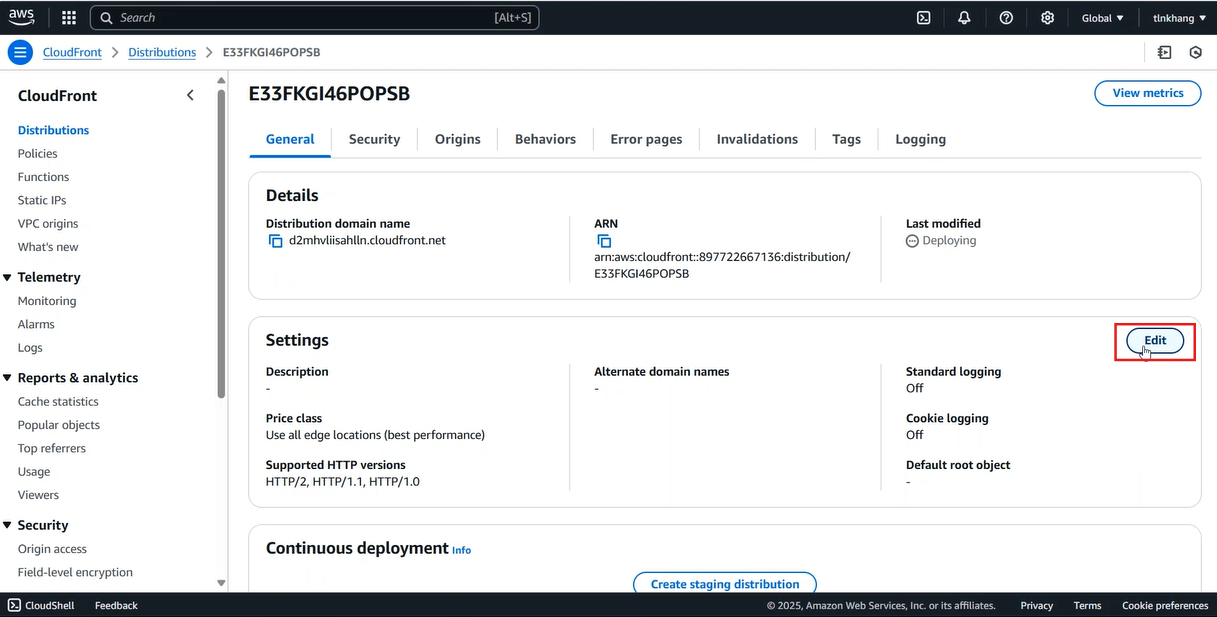 aws
Search
[Alt+S]
Global
tlnkhang
CloudFront
Distributions
E33FKGI46POPSB
CloudFront
Distributions
Policies
Functions
Static IPs
VPC origins
What's new
Telemetry
Monitoring
Alarms
Logs
Reports & analytics
Cache statistics
Popular objects
Top referrers
Usage
Viewers
Security
Origin access
Field-level encryption
E33FKGI46POPSB
View metrics
General
Security
Origins
Behaviors
Error pages
Invalidations
Tags
Logging
Details
Distribution domain name
d2mhvliisahlln.cloudfront.net
ARN
arn:aws:cloudfront::897722667136:distribution/
E33FKGI46POPSB
Last modified
Deploying
Settings
Edit
Description
-
Price class
Use all edge locations (best performance)
Supported HTTP versions
HTTP/2, HTTP/1.1, HTTP/1.0
Alternate domain names
-
Standard logging
Off
Cookie logging
Off
Default root object
-
Continuous deployment Info
Create staging distribution
CloudShell
Feedback
© 2025, Amazon Web Services, Inc. or its affiliates.
Privacy
Terms
Cookie preferences